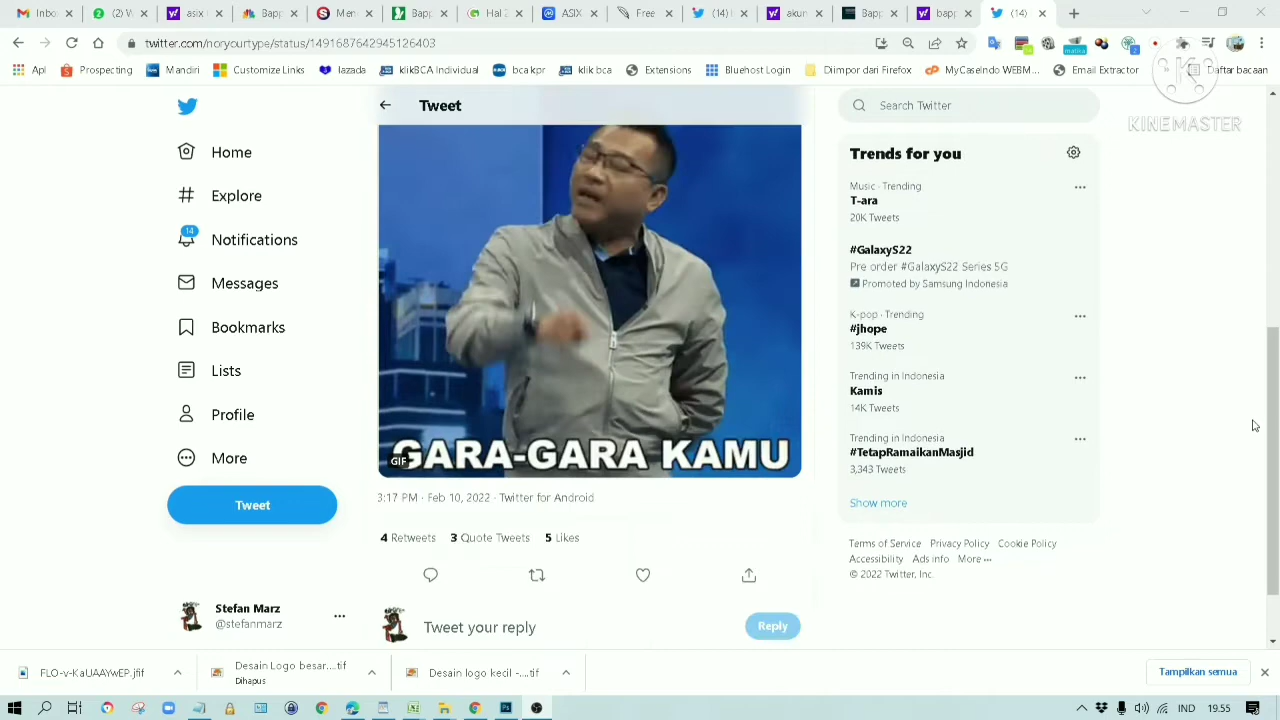 Inbox
(2) W
asix
Bapp
Mene
Bapp
Hal
ASIX
Free
(14)
akun
Bapp
bapp
(14)
twitter.com/noryourtype/status/1491687642945126403
Api
Prospecting
Mandiri
Customize Links
lazada
klikBCA Individual
bca kpr
klik bca
Extensions
Bluehost Login
Diimpor dari Firefox
MyCaseIndo WEBM...
Email Extractor
»
Daftar bacaan
KINEMASTER
Tweet
Search Twitter
Home
Explore
14
Notifications
Messages
Bookmarks
Lists
Profile
More
Tweet
Stefan Marz
@stefanmarz
GARA-GARA KAMU
GIF
3:17 PM · Feb 10, 2022 · Twitter for Android
4 Retweets 3 Quote Tweets 5 Likes
Tweet your reply
Reply
Trends for you
Music · Trending
T-ara
20K Tweets
#GalaxyS22
Pre order #GalaxyS22 Series 5G
Promoted by Samsung Indonesia
K-pop · Trending
#jhope
139K Tweets
Trending in Indonesia
Kamis
14K Tweets
Trending in Indonesia
#TetapRamaikanMasjid
3,343 Tweets
Show more
Terms of Service Privacy Policy Cookie Policy
Accessibility Ads info More ···
© 2022 Twitter, Inc.
FLO-v-KaUAAYwEP.jfif
Desain Logo besar....tif
Dihapus
Desain logo kecil -....tif
Tampilkan semua
IND
19.55